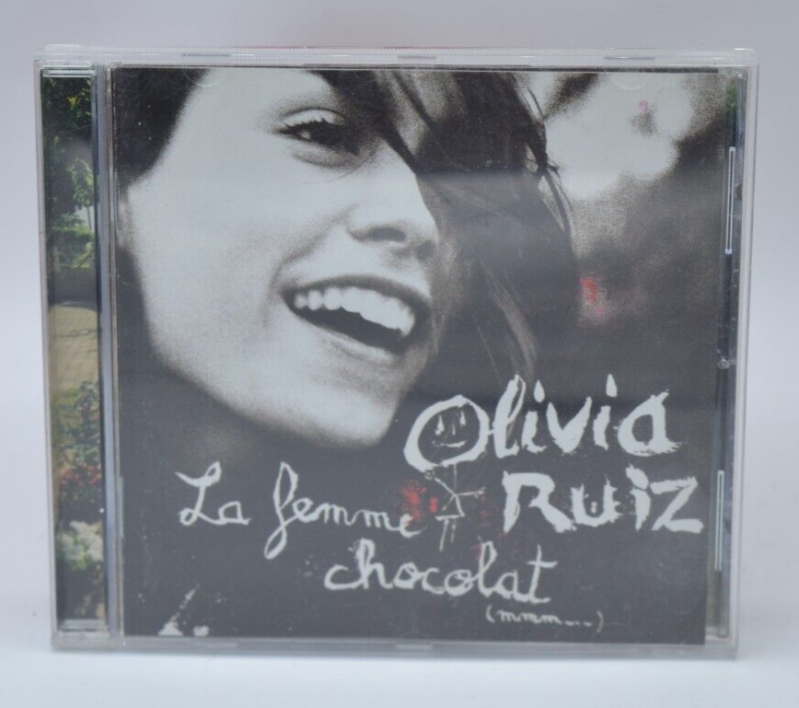 Olivia
Ruiz
La femme
chocolat
(mmm...)